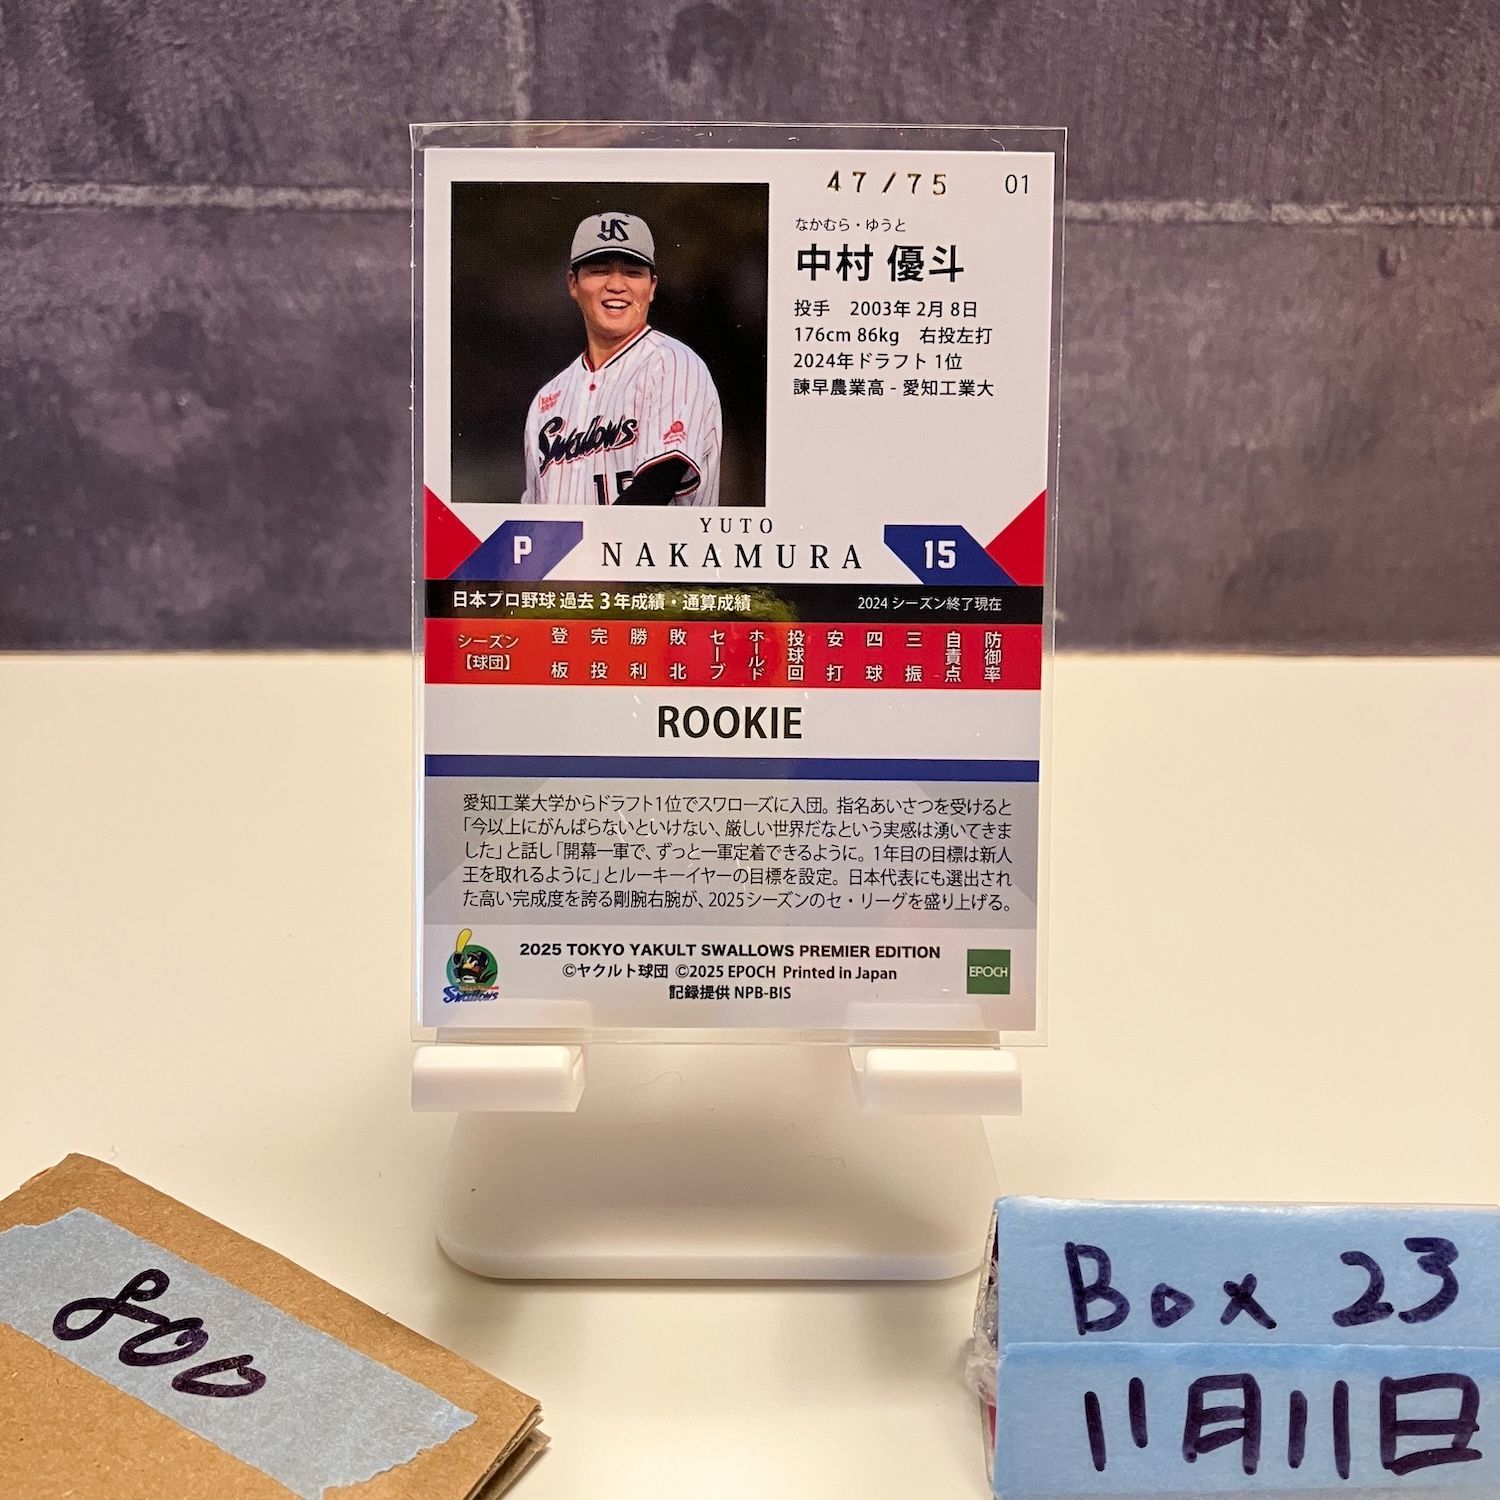 47/75
01
なかむら・ゆうと
中村 優斗
投手 2003年 2月 8日
176cm 86kg 右投左打
2024年ドラフト 1位
諫早農業高 - 愛知工業大
YS
Swallows
15
YUTO
P
NAKAMURA
15
日本プロ野球 過去 3 年成績・通算成績
2024 シーズン終了現在
シーズン【球団】 登板 完投 勝利 敗北 セーブ ホールド 投球回 安打 四球 三振 自責点 防御率
ROOKIE
愛知工業大学からドラフト1位でスワローズに入団。指名あいさつを受けると
「今以上にがんばらないといけない、厳しい世界だなという実感は湧いてきま
した」と話し「開幕一軍で、ずっと一軍定着できるように。1年目の目標は新人
王を取れるように」とルーキーイヤーの目標を設定。日本代表にも選出され
た高い完成度を誇る剛腕右腕が、2025シーズンのセ・リーグを盛り上げる。
2025 TOKYO YAKULT SWALLOWS PREMIER EDITION
©ヤクルト球団 ©2025 EPOCH Printed in Japan
記録提供 NPB-BIS
Swallows
EPOCH
800
Box 23
11月11日